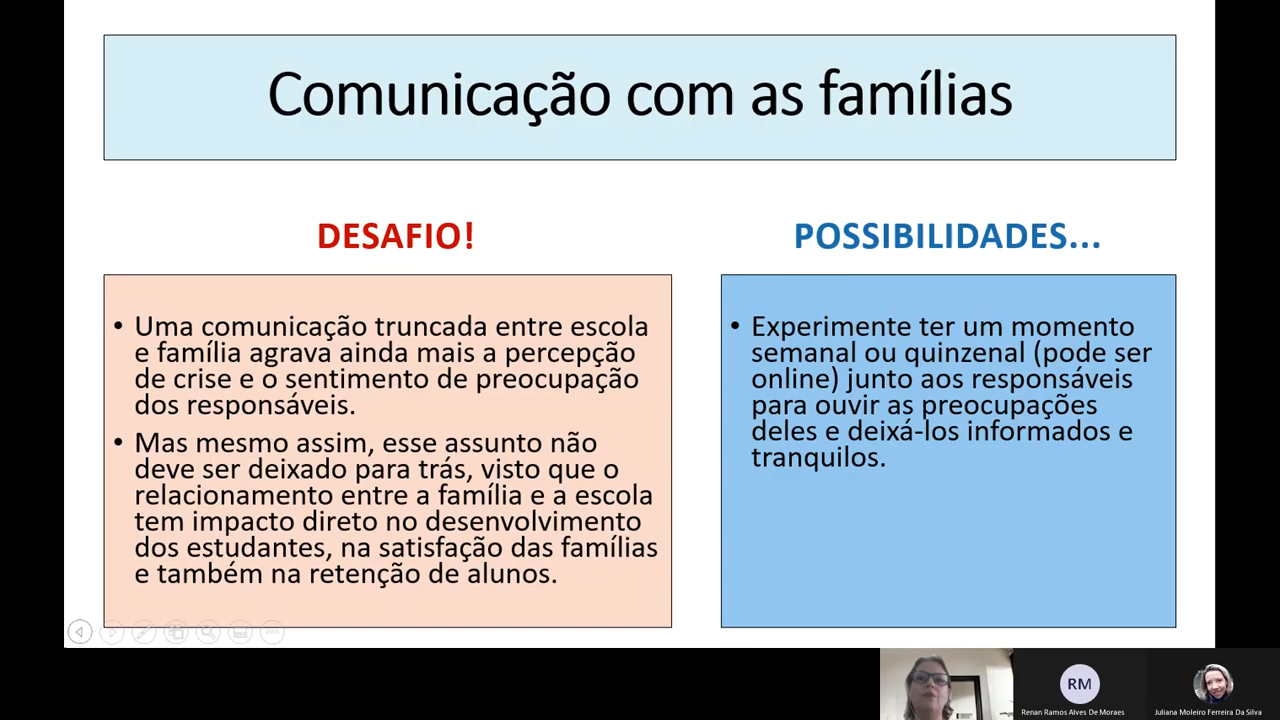 Comunicação com as famílias
DESAFIO!
• Uma comunicação truncada entre escola
e família agrava ainda mais a percepção
de crise e o sentimento de preocupação
dos responsáveis.
• Mas mesmo assim, esse assunto não
deve ser deixado para trás, visto que o
relacionamento entre a família e a escola
tem impacto direto no desenvolvimento
dos estudantes, na satisfação das famílias
e também na retenção de alunos.
POSSIBILIDADES...
• Experimente ter um momento
semanal ou quinzenal (pode ser
online) junto aos responsáveis
para ouvir as preocupações
deles e deixá-los informados e
tranquilos.
RM
Renan Ramos Alves De Moraes
Juliana Moleiro Ferreira Da Silva